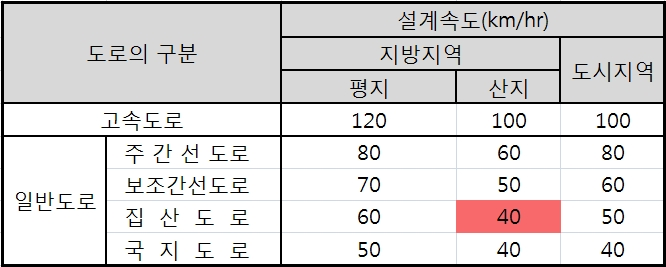 도로의 구분 설계속도(km/hr)
지방지역 도시지역
평지 산지
고속도로 120 100 100
일반도로 주 간 선 도로 80 60 80
보조간선도로 70 50 60
집 산 도 로 60 40 50
국 지 도 로 50 40 40